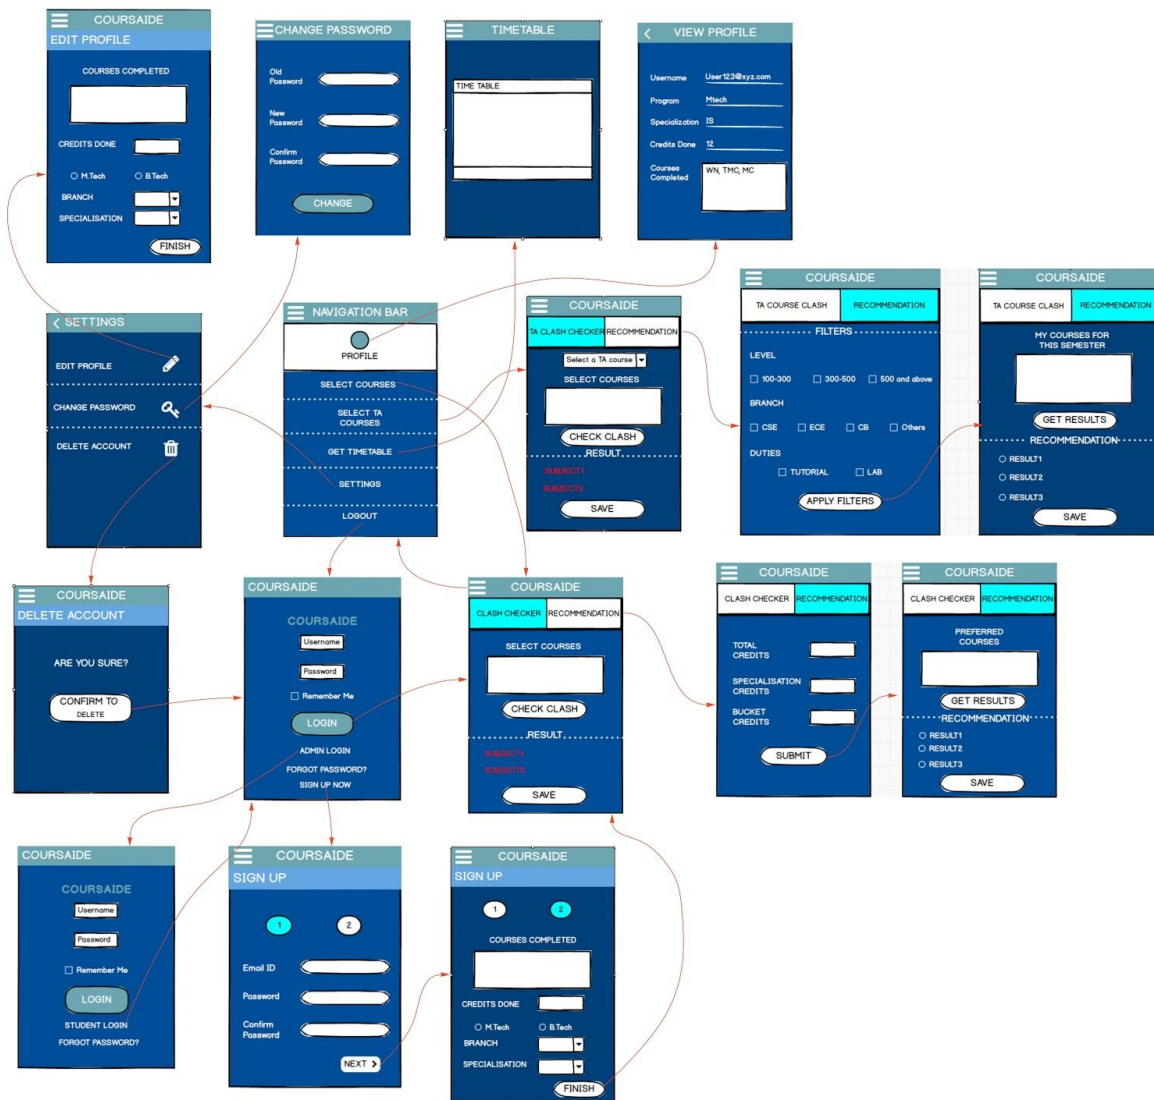 COURSAIDE
EDIT PROFILE
COURSES COMPLETED
CREDITS DONE
M.Tech
B.Tech
BRANCH
SPECIALISATION
FINISH
CHANGE PASSWORD
Old
Password
New
Password
Confirm
Password
CHANGE
TIMETABLE
TIME TABLE
VIEW PROFILE
Username User123@xyz.com
Program Mtech
Specialization IS
Credits Done 12
Courses
Completed
WN, TMC, MC
SETTINGS
EDIT PROFILE
CHANGE PASSWORD
DELETE ACCOUNT
NAVIGATION BAR
PROFILE
SELECT COURSES
SELECT TA
COURSES
GET TIMETABLE
SETTINGS
LOGOUT
COURSAIDE
TA CLASH CHECKER RECOMMENDATION
Select a TA course
SELECT COURSES
CHECK CLASH
RESULT
SUBJECT1
SUBJECT2
SAVE
COURSAIDE
TA COURSE CLASH RECOMMENDATION
FILTERS
LEVEL
100-300 300-500 500 and above
BRANCH
CSE ECE CB Others
DUTIES
TUTORIAL LAB
APPLY FILTERS
COURSAIDE
TA COURSE CLASH RECOMMENDATION
MY COURSES FOR
THIS SEMESTER
GET RESULTS
RECOMMENDATION
RESULT1
RESULT2
RESULT3
SAVE
COURSAIDE
DELETE ACCOUNT
ARE YOU SURE?
CONFIRM TO
DELETE
COURSAIDE
COURSAIDE
Username
Password
Remember Me
LOGIN
ADMIN LOGIN
FORGOT PASSWORD?
SIGN UP NOW
COURSAIDE
CLASH CHECKER RECOMMENDATION
SELECT COURSES
CHECK CLASH
RESULT
SUBJECT1
SUBJECT2
SAVE
COURSAIDE
CLASH CHECKER RECOMMENDATION
TOTAL
CREDITS
SPECIALISATION
CREDITS
BUCKET
CREDITS
SUBMIT
COURSAIDE
CLASH CHECKER RECOMMENDATION
PREFERRED
COURSES
GET RESULTS
RECOMMENDATION
RESULT1
RESULT2
RESULT3
SAVE
COURSAIDE
COURSAIDE
Username
Password
Remember Me
LOGIN
STUDENT LOGIN
FORGOT PASSWORD?
COURSAIDE
SIGN UP
1 2
Email ID
Password
Confirm
Password
NEXT
COURSAIDE
SIGN UP
1 2
COURSES COMPLETED
CREDITS DONE
M.Tech B.Tech
BRANCH
SPECIALISATION
FINISH